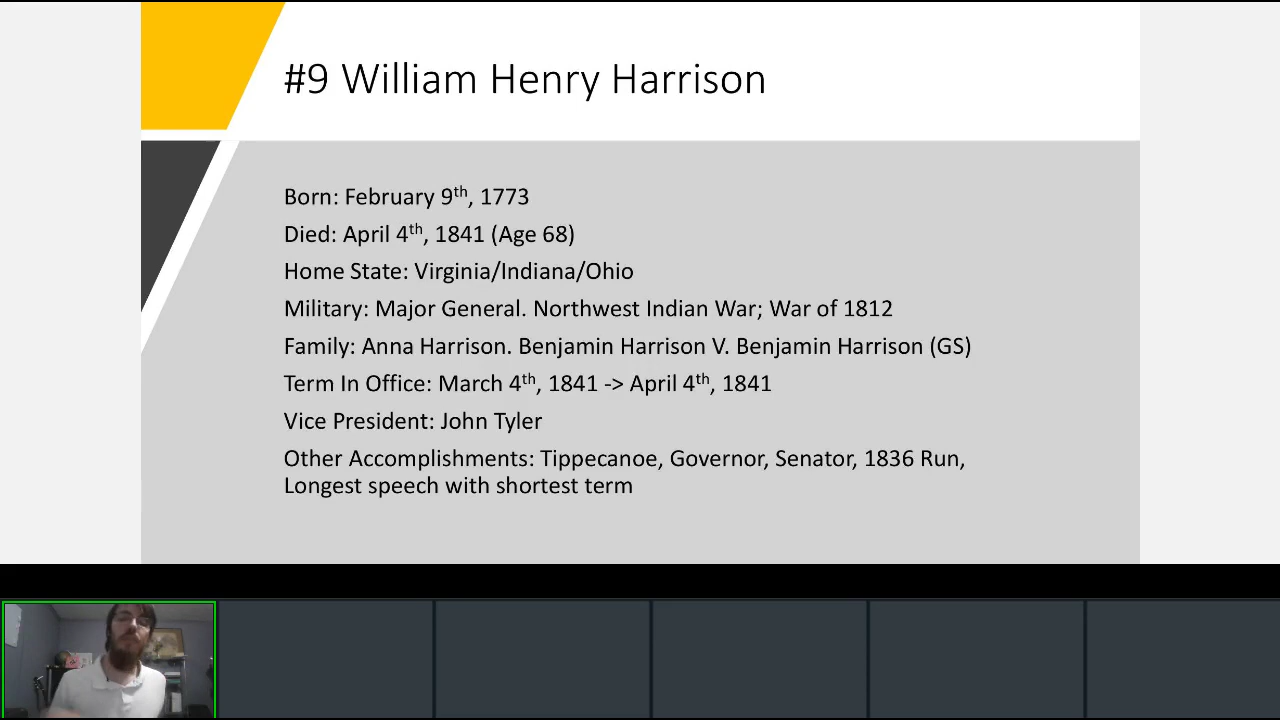 #9 William Henry Harrison
Born: February 9th, 1773
Died: April 4th, 1841 (Age 68)
Home State: Virginia/Indiana/Ohio
Military: Major General. Northwest Indian War; War of 1812
Family: Anna Harrison. Benjamin Harrison V. Benjamin Harrison (GS)
Term In Office: March 4th, 1841 -> April 4th, 1841
Vice President: John Tyler
Other Accomplishments: Tippecanoe, Governor, Senator, 1836 Run,
Longest speech with shortest term